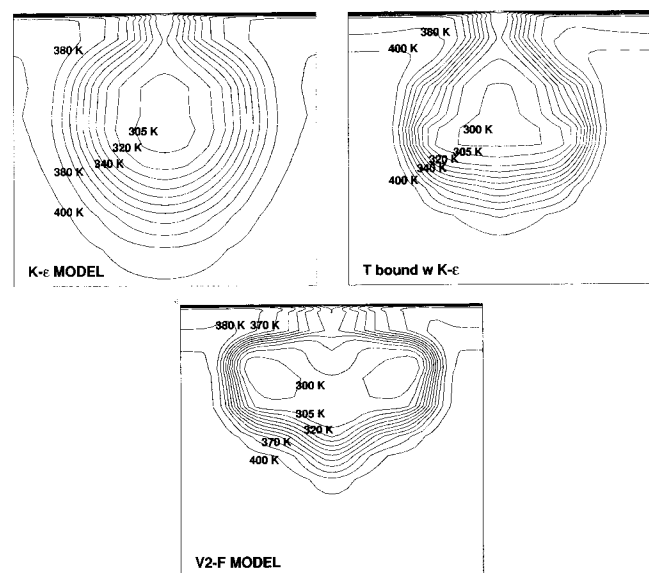 380 K
400 K
305 K
320 K
340 K
380 K
400 K
K-ε MODEL
380 K
400 K
300 K
305 K
320 K
340 K
400 K
T bound w K-ε
380 K 370 K
300 K
305 K
320 K
370 K
400 K
V2-F MODEL